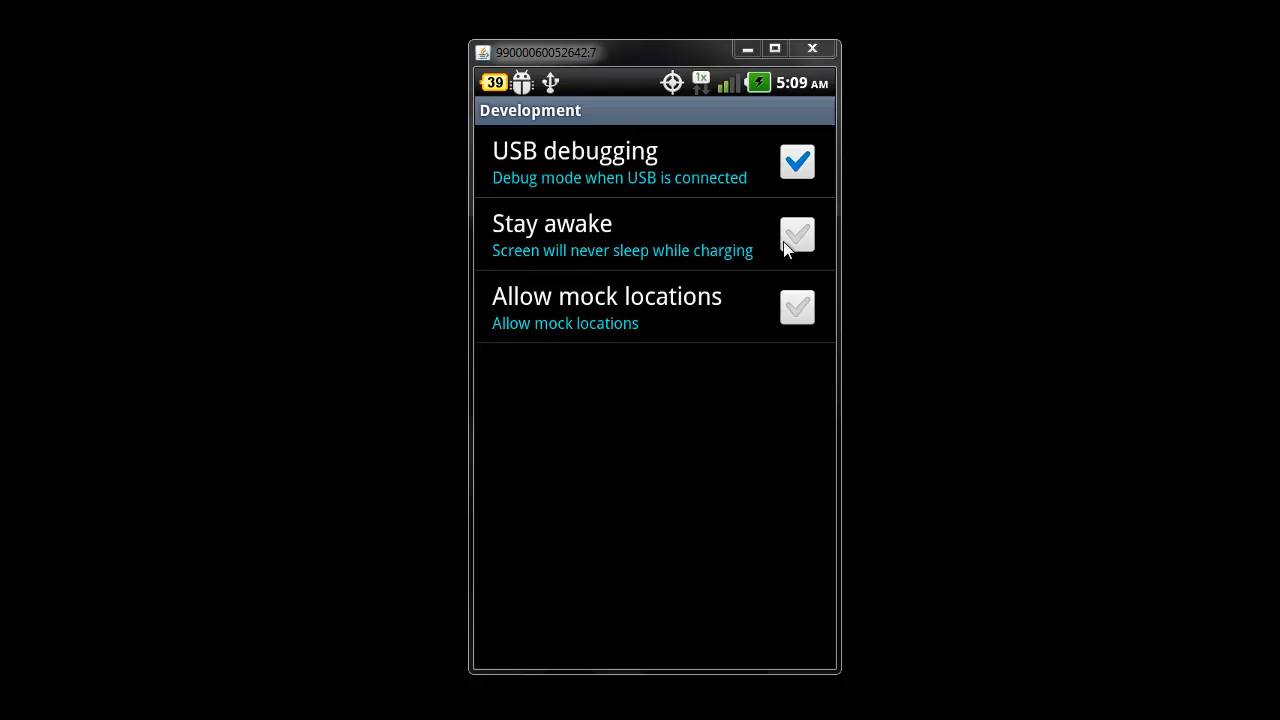 99000060052642:7
39 1x 5:09 AM
Development
USB debugging
Debug mode when USB is connected
Stay awake
Screen will never sleep while charging
Allow mock locations
Allow mock locations